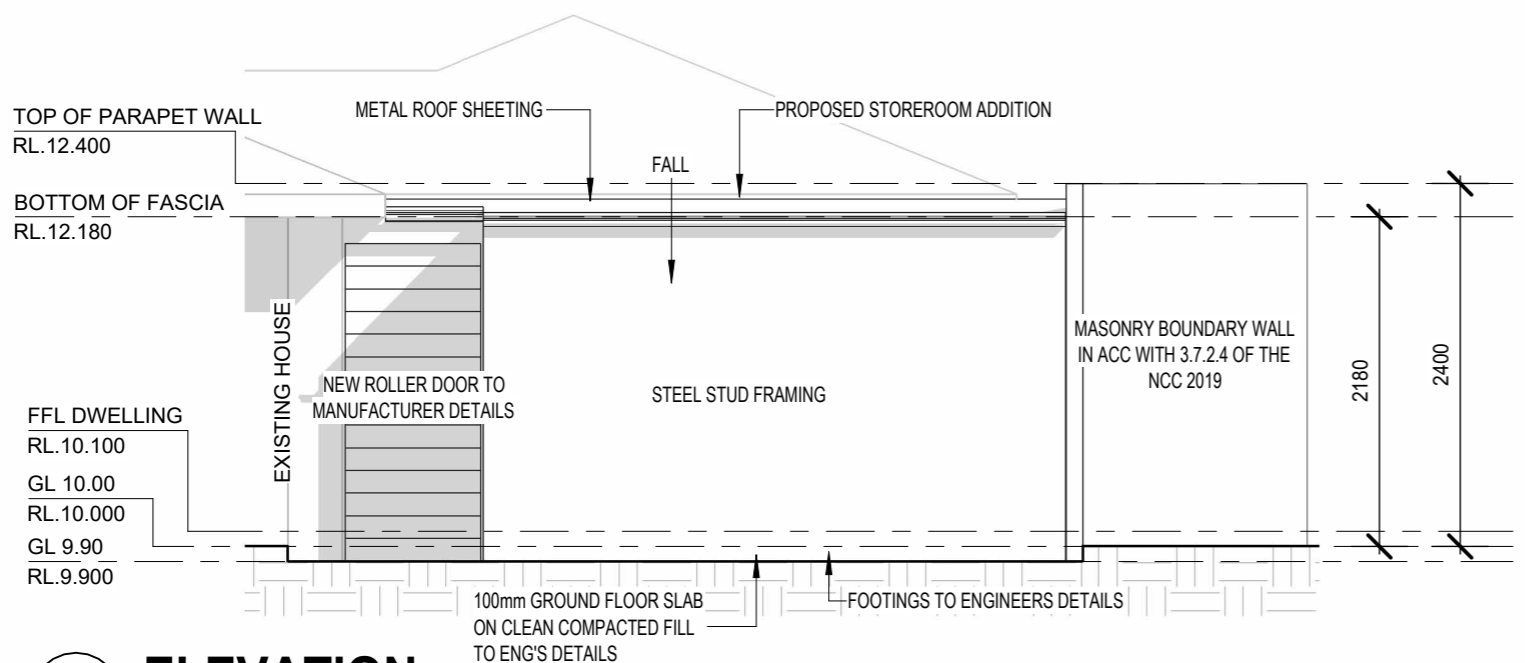 TOP OF PARAPET WALL
RL.12.400
METAL ROOF SHEETING
PROPOSED STOREROOM ADDITION
FALL
BOTTOM OF FASCIA
RL.12.180
EXISTING HOUSE
NEW ROLLER DOOR TO
MANUFACTURER DETAILS
STEEL STUD FRAMING
MASONRY BOUNDARY WALL
IN ACC WITH 3.7.2.4 OF THE
NCC 2019
2180
2400
FFL DWELLING
RL.10.100
GL 10.00
RL.10.000
GL 9.90
RL.9.900
100mm GROUND FLOOR SLAB
ON CLEAN COMPACTED FILL
TO ENG'S DETAILS
FOOTINGS TO ENGINEERS DETAILS
ELEVATION